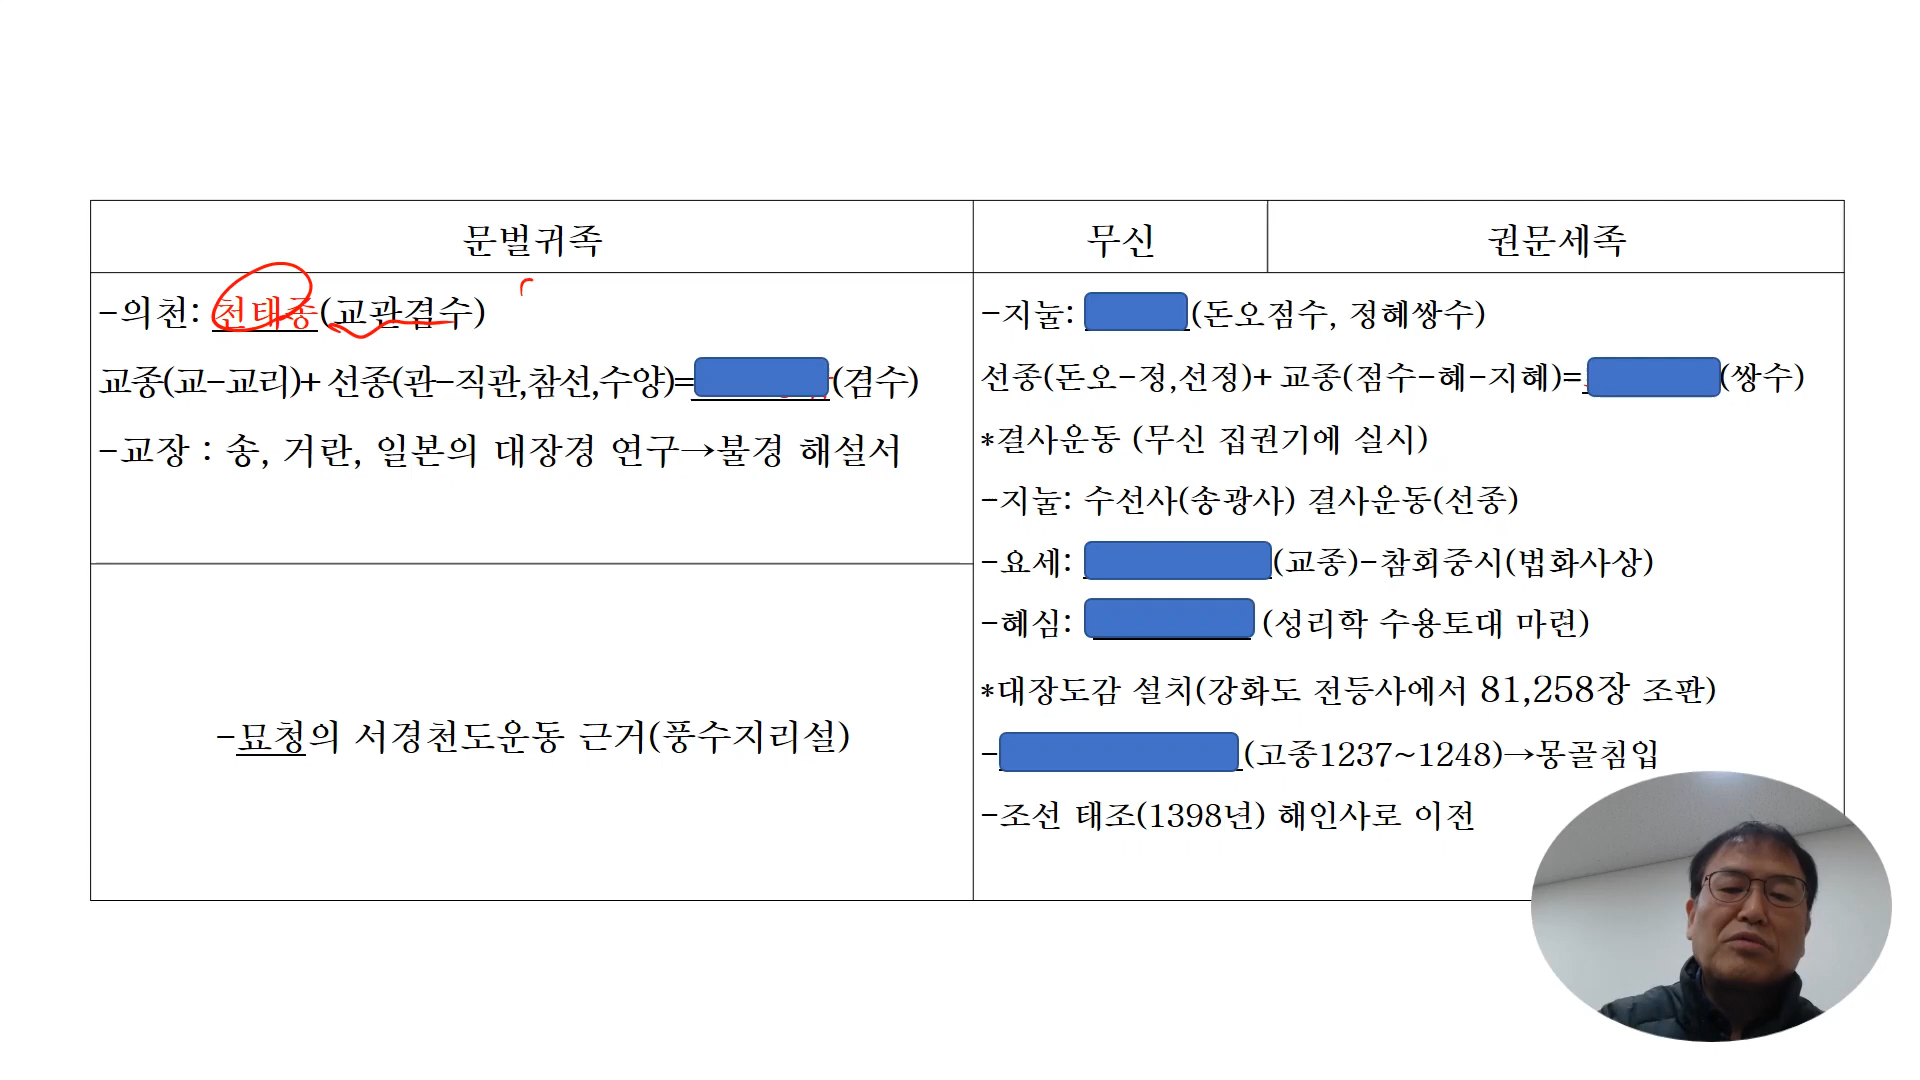 문벌귀족
무신
권문세족
-의천: 천태종(교관겸수)
교종(교-교리)+ 선종(관-직관,참선,수양)=(겸수)
-교장 : 송, 거란, 일본의 대장경 연구→불경 해설서
-묘청의 서경천도운동 근거(풍수지리설)
-지눌: (돈오점수, 정혜쌍수)
선종(돈오-정,선정)+ 교종(점수-혜-지혜)=(쌍수)
*결사운동 (무신 집권기에 실시)
-지눌: 수선사(송광사) 결사운동(선종)
-요세: (교종)-참회중시(법화사상)
-혜심: (성리학 수용토대 마련)
*대장도감 설치(강화도 전등사에서 81,258장 조판)
-(고종1237~1248)→몽골침입
-조선 태조(1398년) 해인사로 이전